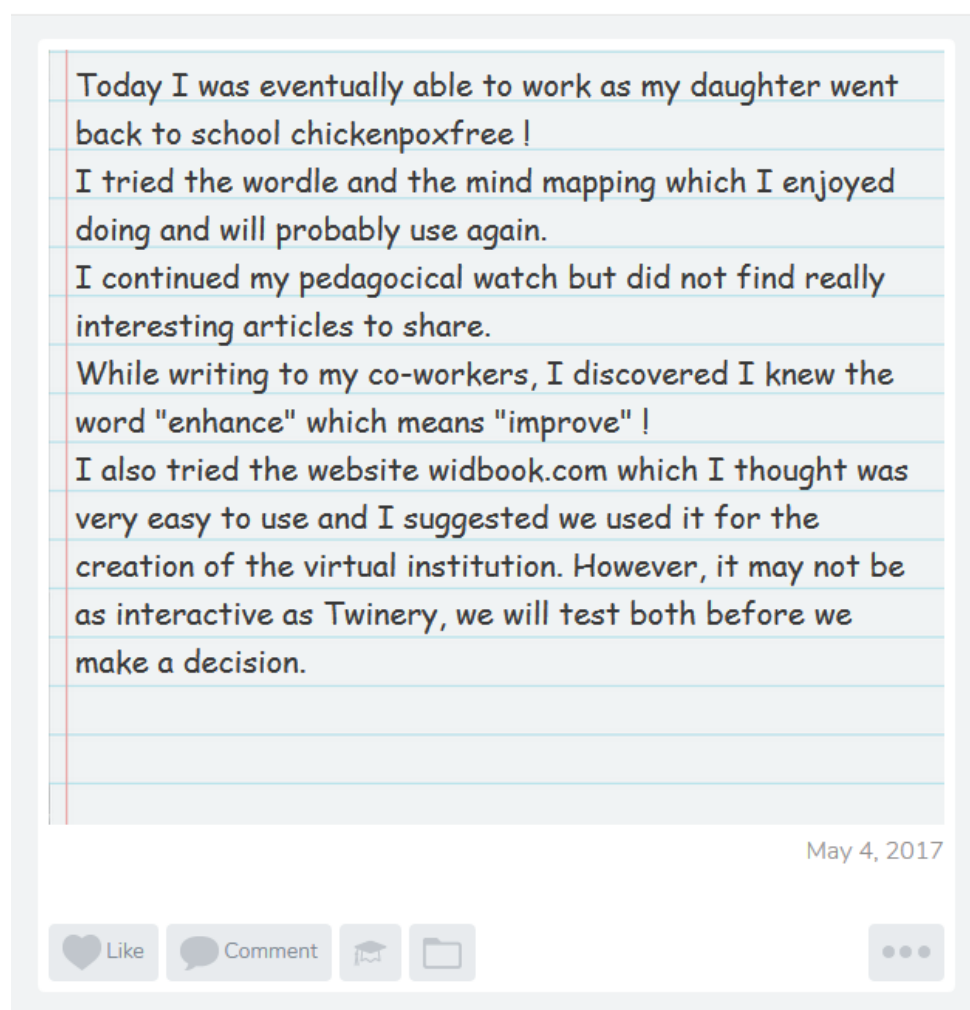 Today I was eventually able to work as my daughter went
back to school chickenpoxfree !
I tried the wordle and the mind mapping which I enjoyed
doing and will probably use again.
I continued my pedagocical watch but did not find really
interesting articles to share.
While writing to my co-workers, I discovered I knew the
word "enhance" which means "improve" !
I also tried the website widbook.com which I thought was
very easy to use and I suggested we used it for the
creation of the virtual institution. However, it may not be
as interactive as Twinery, we will test both before we
make a decision.
May 4, 2017
Like Comment